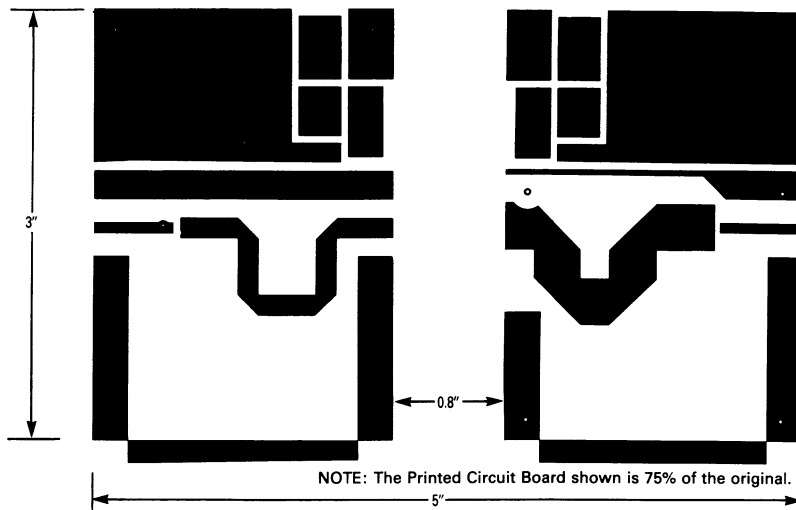 3"
0.8"
NOTE: The Printed Circuit Board shown is 75% of the original.
5"